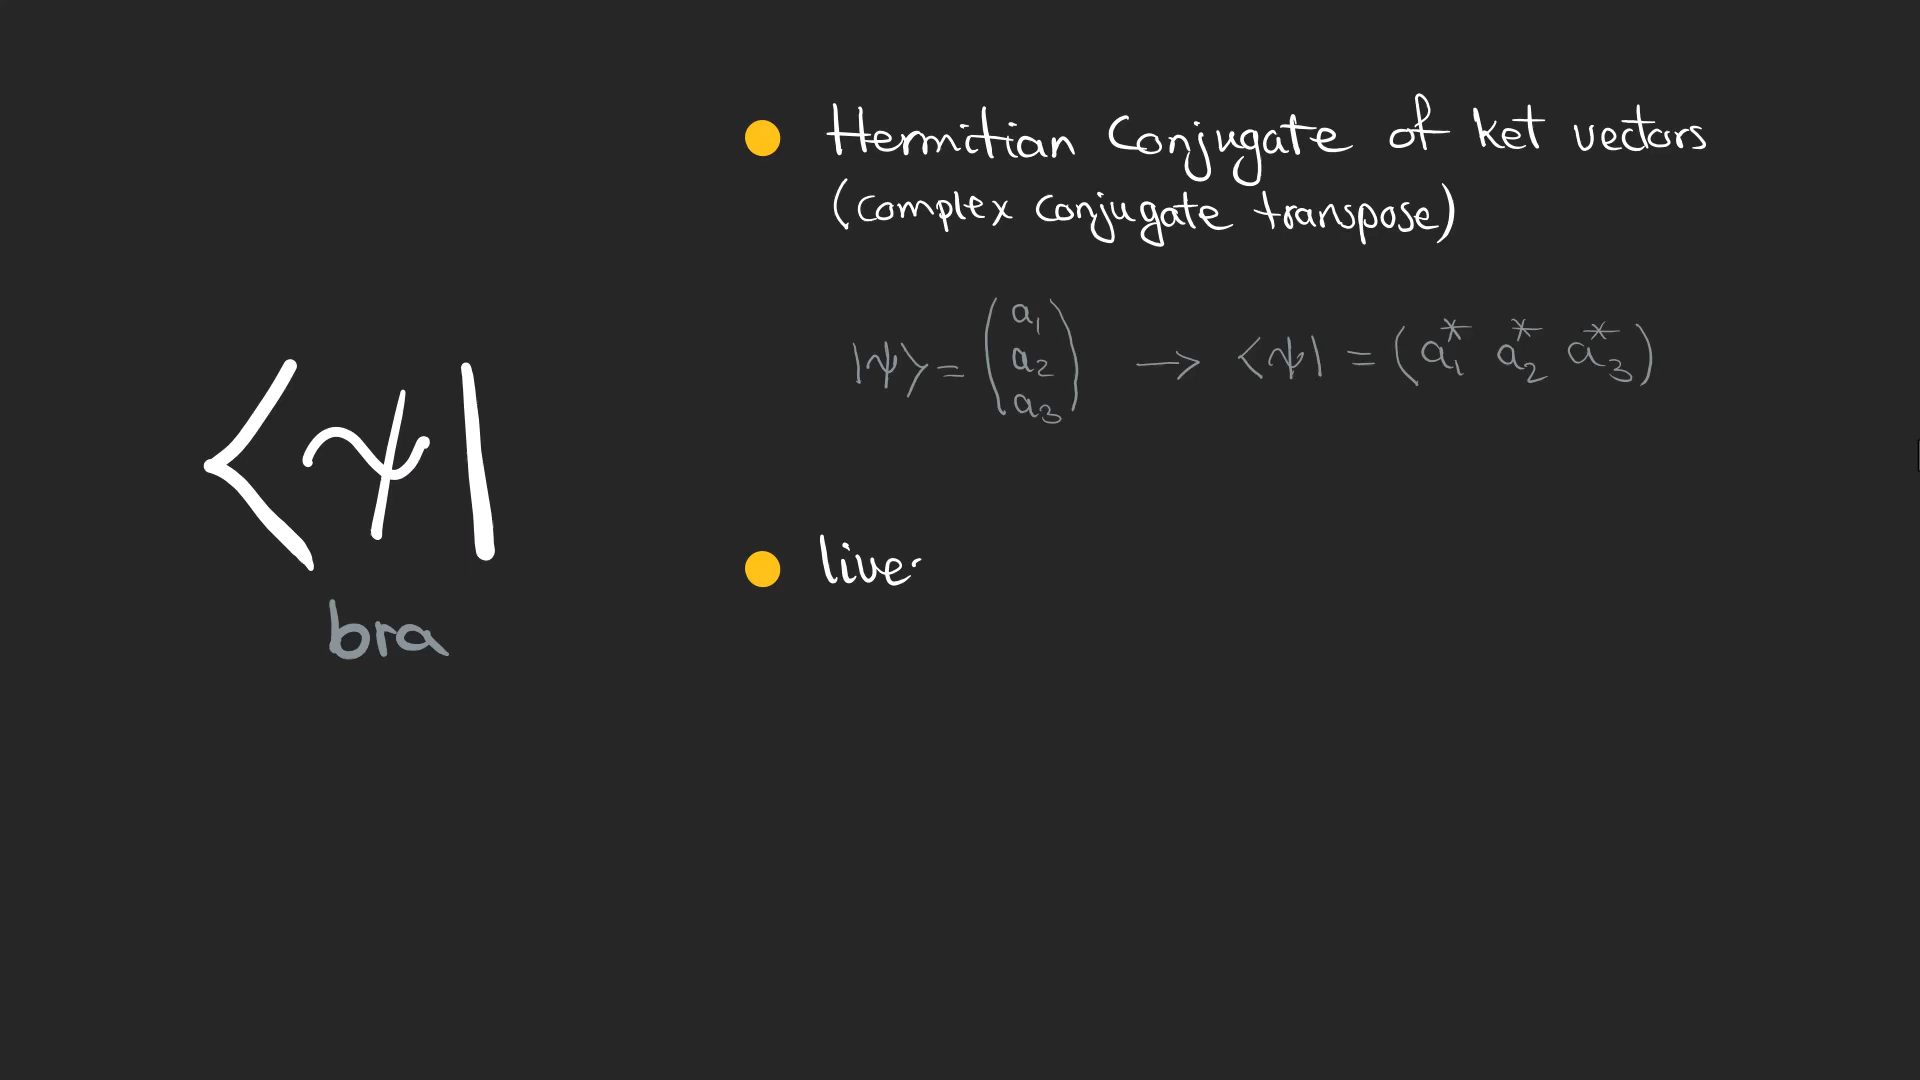 Hermitian Conjugate of ket vectors
(complex conjugate transpose)
|ψ⟩ = (a₁ a₂ a₃) → ⟨ψ| = (a₁* a₂* a₃*)
⟨ψ|
bra
live